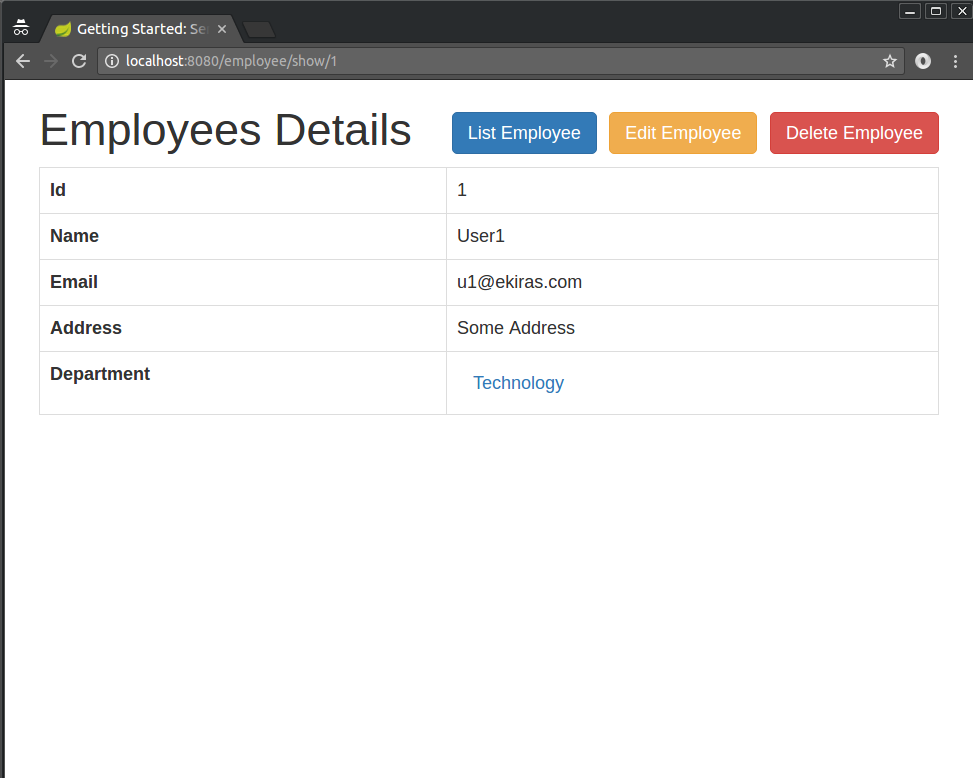 Getting Started: Se
localhost:8080/employee/show/1
Employees Details List Employee Edit Employee Delete Employee
Id 1
Name User1
Email u1@ekiras.com
Address Some Address
Department Technology